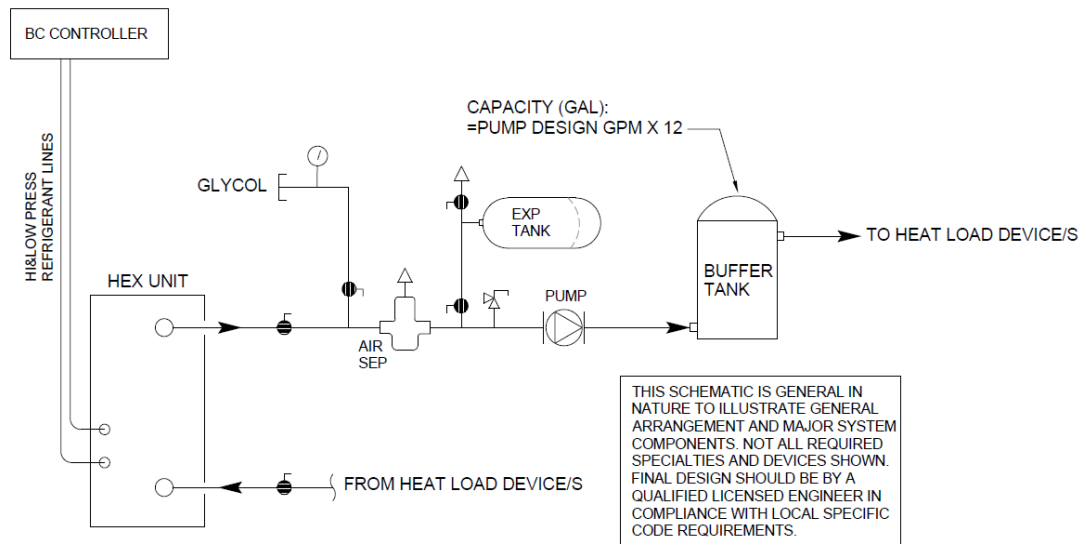 BC CONTROLLER
HI&LOW PRESS
REFRIGERANT LINES
CAPACITY (GAL):
=PUMP DESIGN GPM X 12
GLYCOL
EXP
TANK
TO HEAT LOAD DEVICE/S
HEX UNIT
BUFFER
TANK
PUMP
AIR
SEP
FROM HEAT LOAD DEVICE/S
THIS SCHEMATIC IS GENERAL IN
NATURE TO ILLUSTRATE GENERAL
ARRANGEMENT AND MAJOR SYSTEM
COMPONENTS. NOT ALL REQUIRED
SPECIALTIES AND DEVICES SHOWN.
FINAL DESIGN SHOULD BE BY A
QUALIFIED LICENSED ENGINEER IN
COMPLIANCE WITH LOCAL SPECIFIC
CODE REQUIREMENTS.